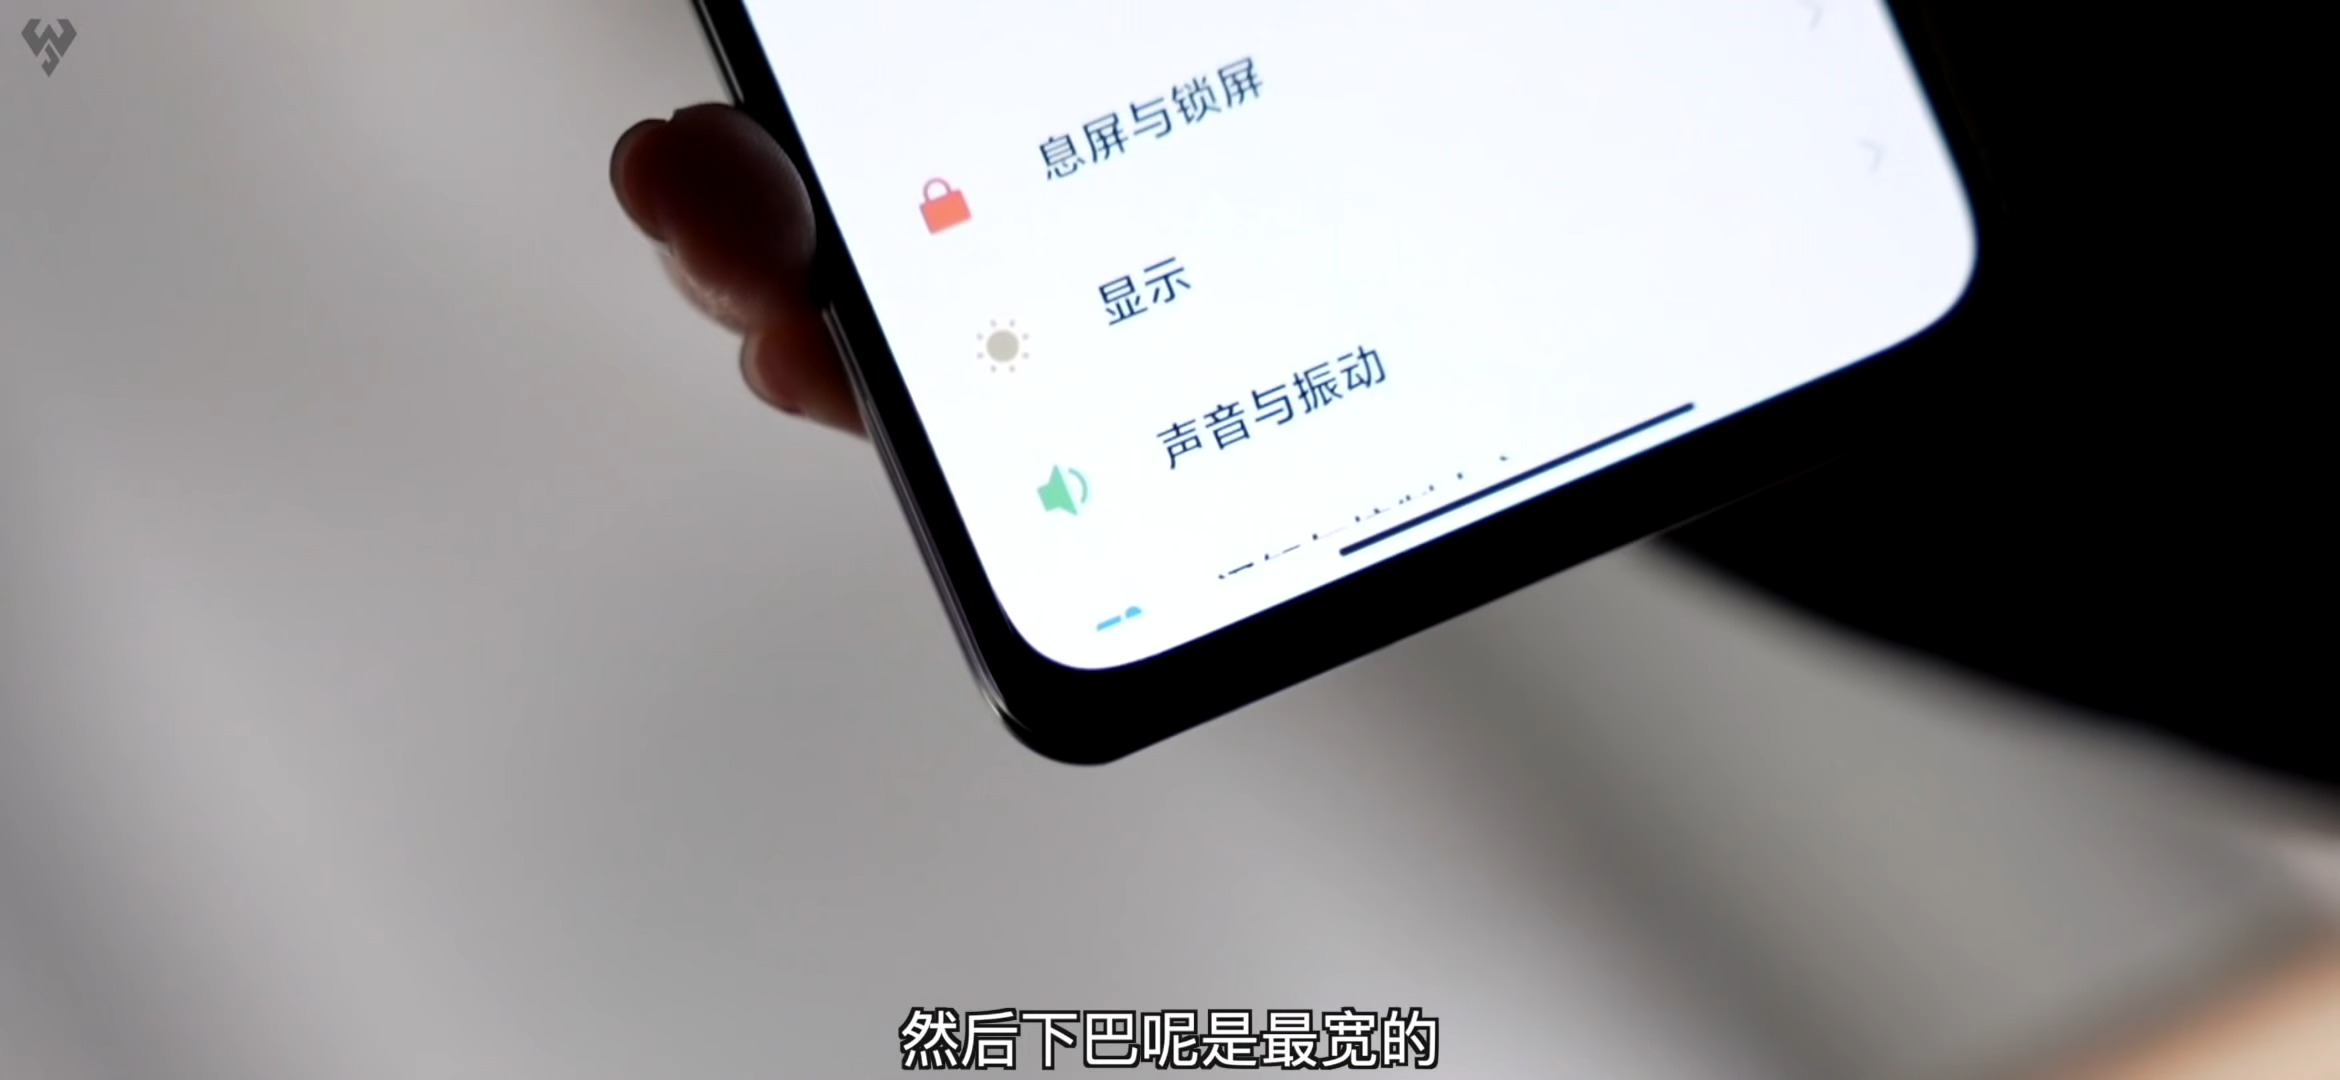 息屏与锁屏
显示
声音与振动
然后下巴呢是最宽的